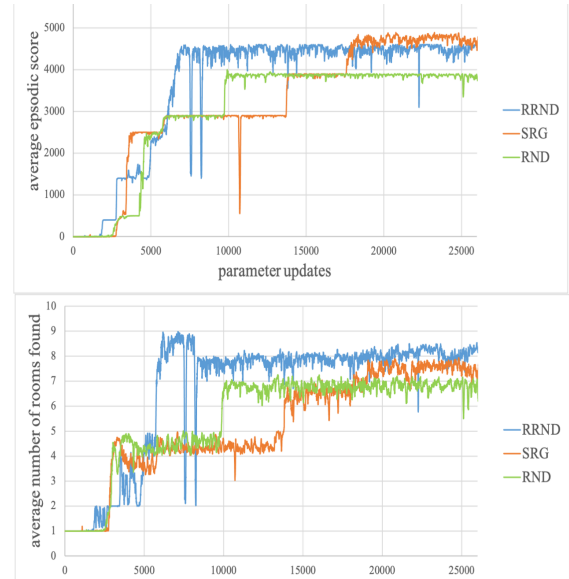 average epsodic score
5000
4000
3000
2000
1000
0
0 5000 10000 15000 20000 25000
parameter updates
RRND
SRG
RND
average number of rooms found
10
9
8
7
6
5
4
3
2
1
0
0 5000 10000 15000 20000 25000
RRND
SRG
RND